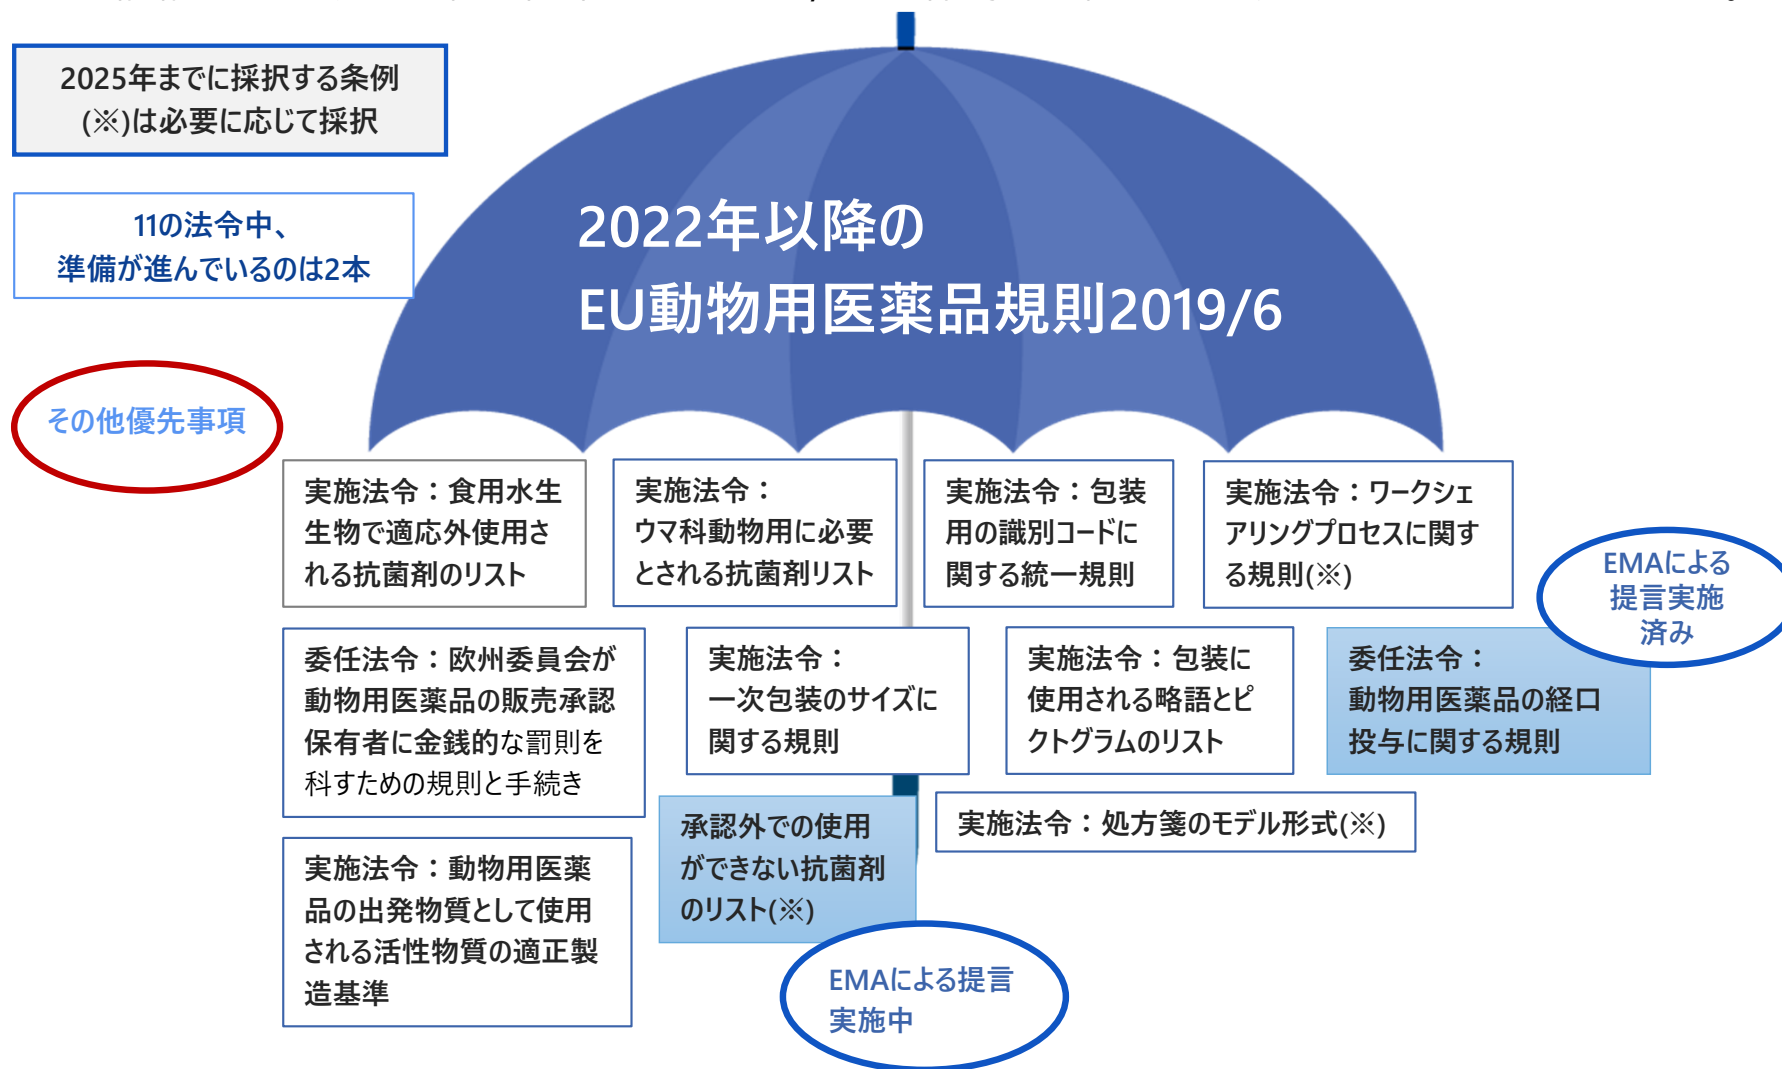 2025年までに採択する条例
(※)は必要に応じて採択
11の法令中、
準備が進んでいるのは2本
2022年以降の
EU動物用医薬品規則2019/6
その他優先事項
実施法令：食用水生
生物で適応外使用さ
れる抗菌剤のリスト
実施法令：
ウマ科動物用に必要
とされる抗菌剤リスト
実施法令：包装
用の識別コードに
関する統一規則
実施法令：ワークシェ
アリングプロセスに関す
る規則(※)
EMAによる
提言実施
済み
委任法令：欧州委員会が
動物用医薬品の販売承認
保有者に金銭的な罰則を
科すための規則と手続き
実施法令：
一次包装のサイズに
関する規則
実施法令：包装に
使用される略語とピ
クトグラムのリスト
委任法令：
動物用医薬品の経口
投与に関する規則
実施法令：動物用医薬
品の出発物質として使用
される活性物質の適正製
造基準
承認外での使用
ができない抗菌剤
のリスト(※)
実施法令：処方箋のモデル形式(※)
EMAによる提言
実施中